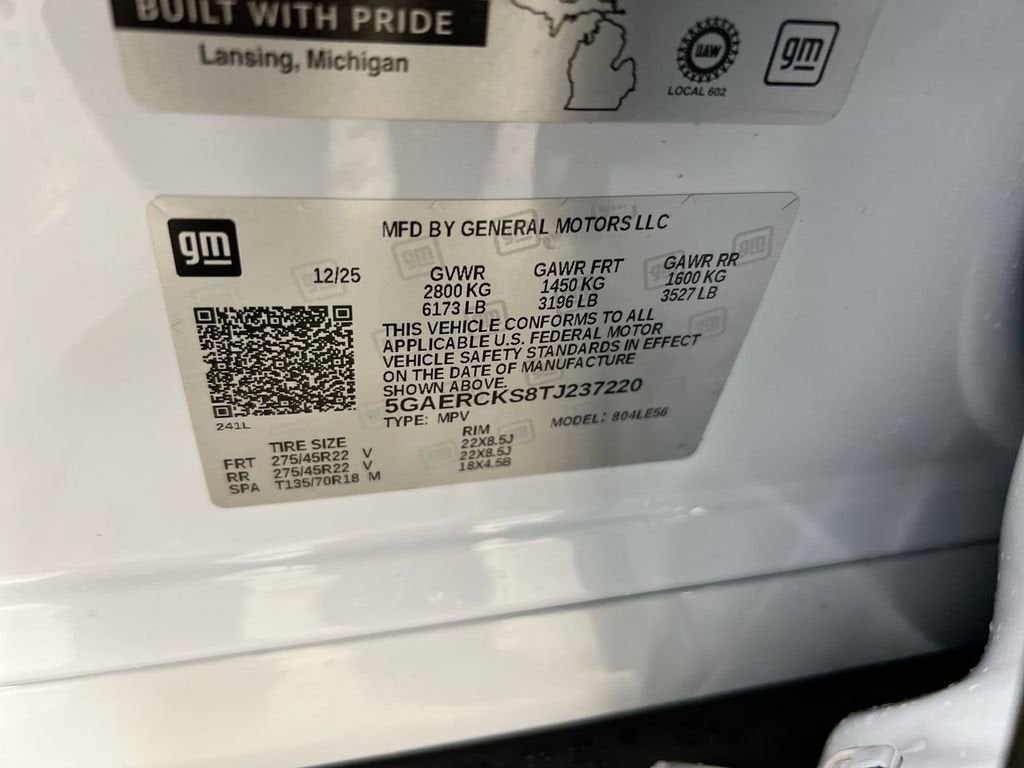 BUILT WITH PRIDE
Lansing, Michigan
UAW
LOCAL 602
gm
gm
MFD BY GENERAL MOTORS LLC
12/25 GVWR GAWR FRT GAWR RR
2800 KG 1450 KG 1600 KG
6173 LB 3196 LB 3527 LB
THIS VEHICLE CONFORMS TO ALL
APPLICABLE U.S. FEDERAL MOTOR
VEHICLE SAFETY STANDARDS IN EFFECT
ON THE DATE OF MANUFACTURE
SHOWN ABOVE.
5GAERCKS8TJ237220
TYPE: MPV MODEL: 804LE56
241L
TIRE SIZE RIM
FRT 275/45R22 V 22X8.5J
RR 275/45R22 V 22X8.5J
SPA T135/70R18 M 18X4.5B